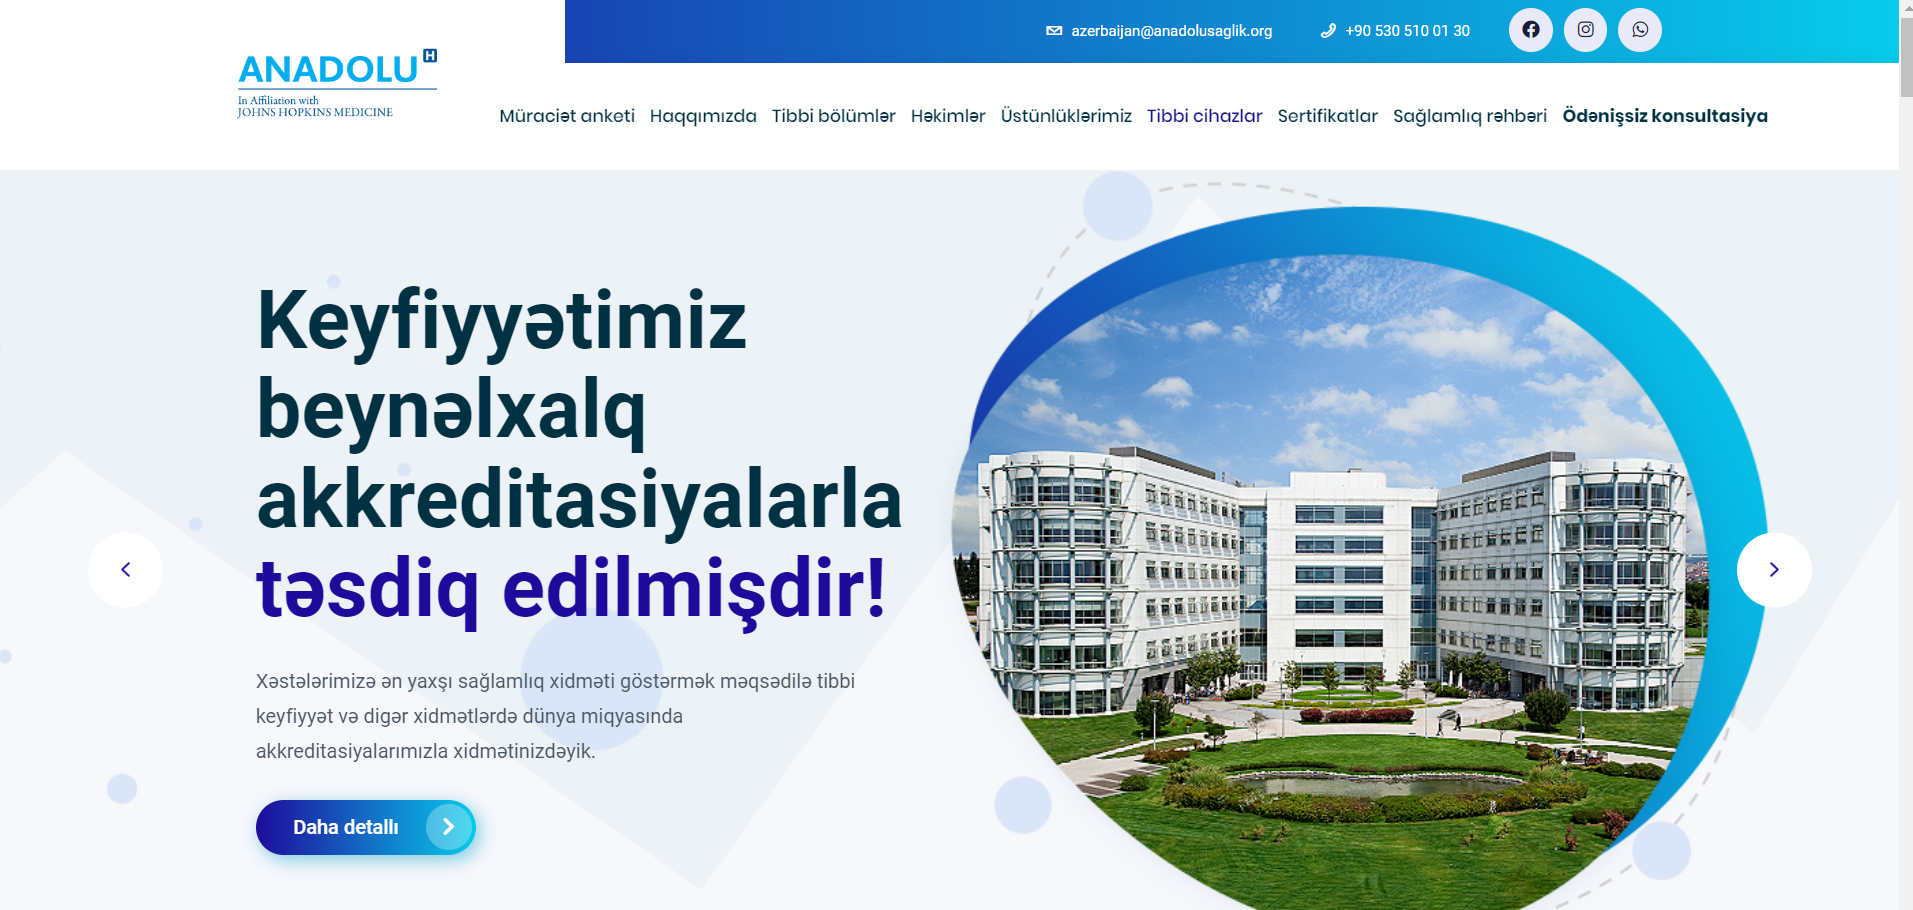 azerbaijan@anadolusaglik.org
+90 530 510 01 30
ANADOLU H
In Affiliation with
JOHNS HOPKINS MEDICINE
Müraciət anketi Haqqımızda Tibbi bölümlər Həkimlər Üstünlüklərimiz Tibbi cihazlar Sertifikatlar Sağlamlıq rəhbəri Ödənişsiz konsultasiya
Keyfiyyətimiz
beynəlxalq
akkreditasiyalarla
təsdiq edilmişdir!
Xəstələrimizə ən yaxşı sağlamlıq xidməti göstərmək məqsədilə tibbi
keyfiyyət və digər xidmətlərdə dünya miqyasında
akkreditasiyalarımızla xidmətinizdəyik.
Daha detallı